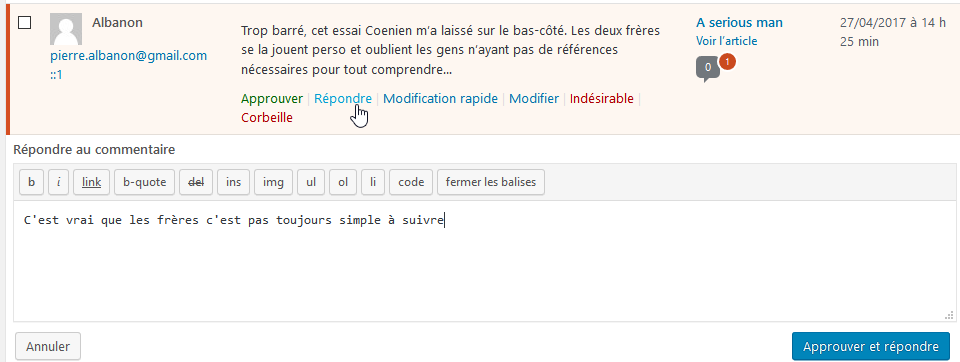 Albanon
pierre.albanon@gmail.com
::1
Trop barré, cet essai Coenien m'a laissé sur le bas-côté. Les deux frères
se la jouent perso et oublient les gens n'ayant pas de références
nécessaires pour tout comprendre...
Approuver | Répondre | Modification rapide | Modifier | Indésirable |
Corbeille
A serious man
Voir l'article
0 1
27/04/2017 à 14 h
25 min
Répondre au commentaire
b i link b-quote del ins img ul ol li code fermer les balises
C'est vrai que les frères c'est pas toujours simple à suivre
Annuler Approuver et répondre